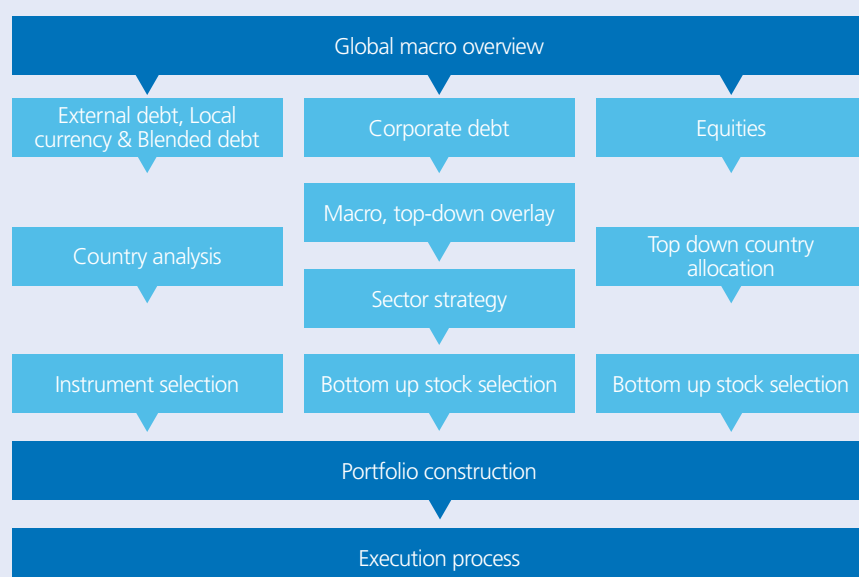 Global macro overview
External debt, Local
currency & Blended debt
Corporate debt
Equities
Macro, top-down overlay
Country analysis
Top down country
allocation
Sector strategy
Instrument selection
Bottom up stock selection
Bottom up stock selection
Portfolio construction
Execution process